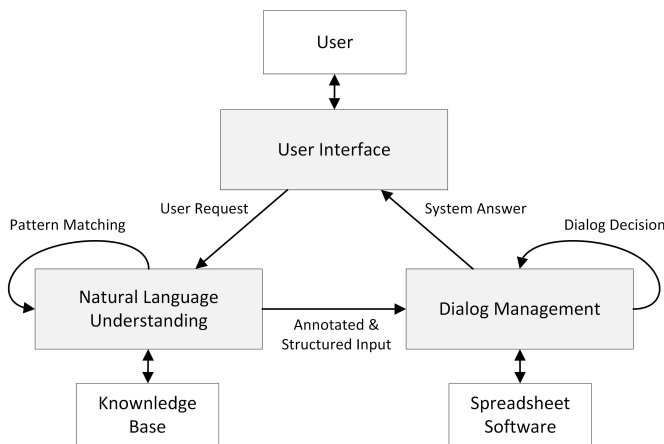 User
User Interface
User Request
System Answer
Pattern Matching
Dialog Decision
Natural Language
Understanding
Annotated &
Structured Input
Dialog Management
Knownledge
Base
Spreadsheet
Software